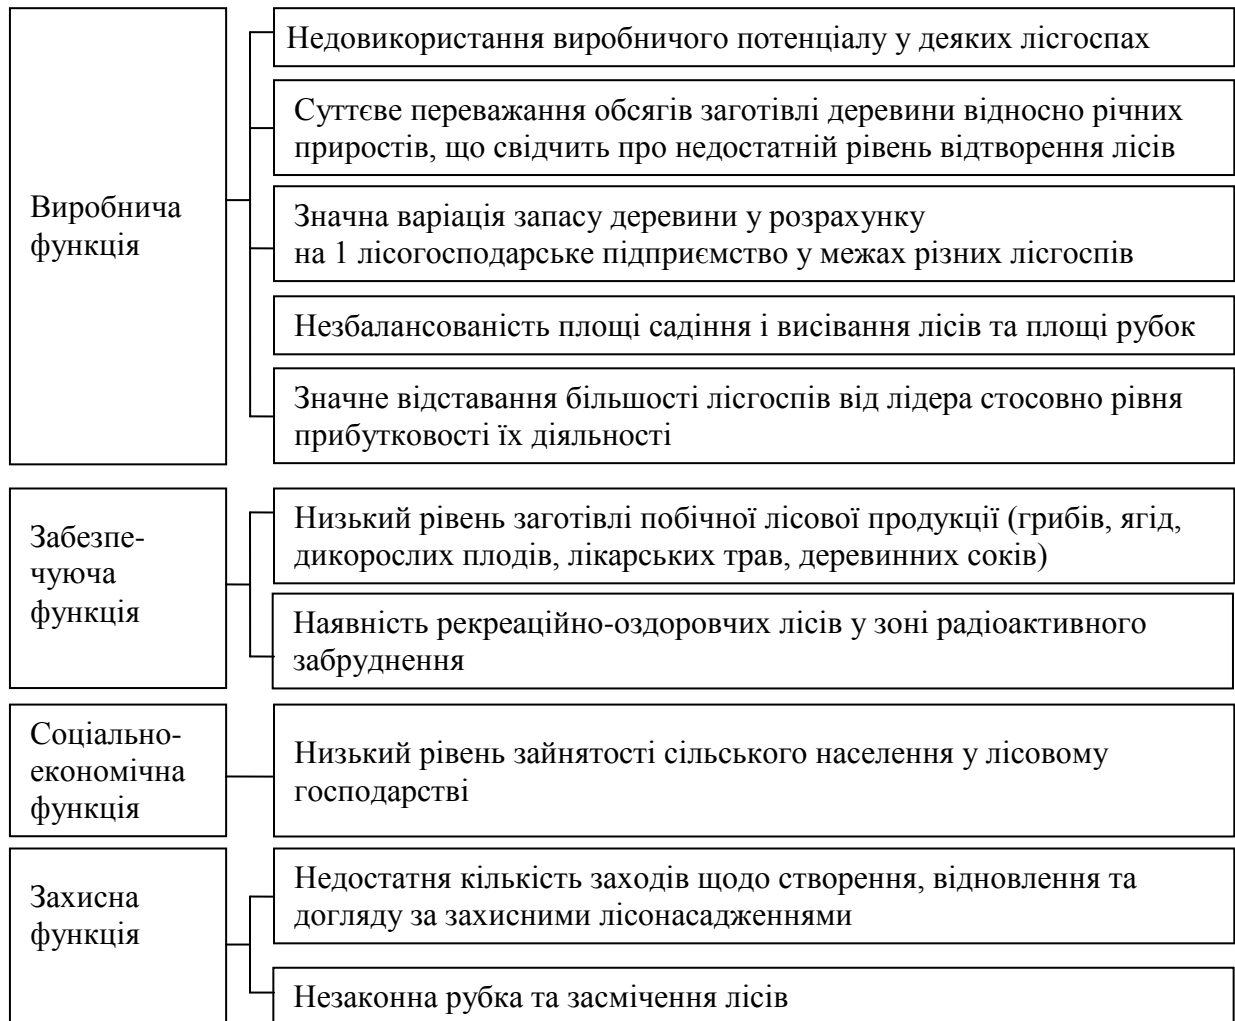 Виробнича
функція
Недовикористання виробничого потенціалу у деяких лісгоспах
Суттєве переважання обсягів заготівлі деревини відносно річних
приростів, що свідчить про недостатній рівень відтворення лісів
Значна варіація запасу деревини у розрахунку
на 1 лісогосподарське підприємство у межах різних лісгоспів
Незбалансованість площі садіння і висівання лісів та площі рубок
Значне відставання більшості лісгоспів від лідера стосовно рівня
прибутковості їх діяльності
Забезпе-
чуюча
функція
Низький рівень заготівлі побічної лісової продукції (грибів, ягід,
дикорослих плодів, лікарських трав, деревинних соків)
Наявність рекреаційно-оздоровчих лісів у зоні радіоактивного
забруднення
Соціально-
економічна
функція
Низький рівень зайнятості сільського населення у лісовому
господарстві
Захисна
функція
Недостатня кількість заходів щодо створення, відновлення та
догляду за захисними лісонасадженнями
Незаконна рубка та засмічення лісів